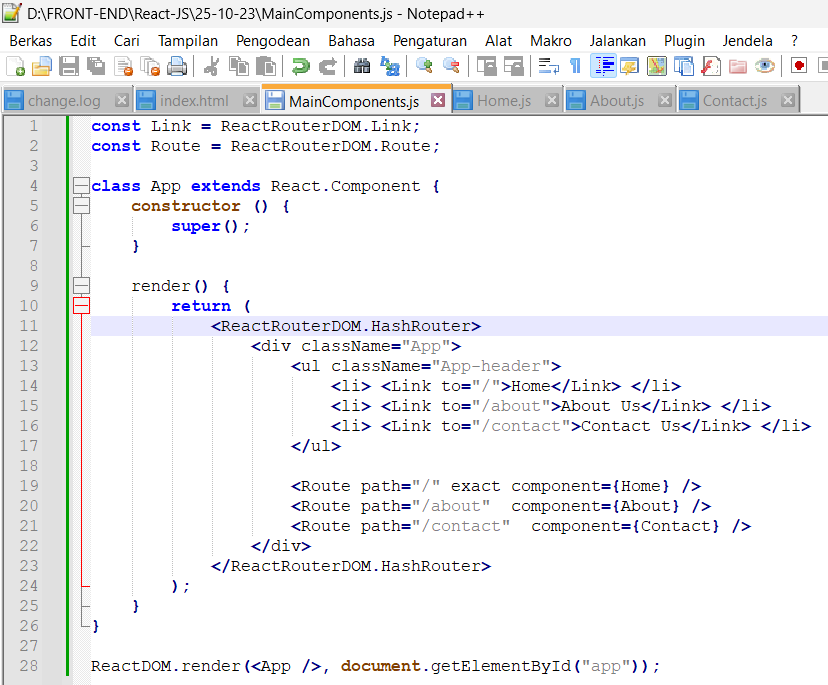 D:\FRONT-END\React-JS\25-10-23\MainComponents.js - Notepad++
Berkas Edit Cari Tampilan Pengodean Bahasa Pengaturan Alat Makro Jalankan Plugin Jendela ?
change.log index.html MainComponents.js Home.js About.js Contact.js
1 const Link = ReactRouterDOM.Link;
2 const Route = ReactRouterDOM.Route;
3
4 class App extends React.Component {
5     constructor () {
6         super();
7     }
8
9     render() {
10         return (
11             <ReactRouterDOM.HashRouter>
12                 <div className="App">
13                     <ul className="App-header">
14                         <li> <Link to="/">Home</Link> </li>
15                         <li> <Link to="/about">About Us</Link> </li>
16                         <li> <Link to="/contact">Contact Us</Link> </li>
17                     </ul>
18
19                     <Route path="/" exact component={Home} />
20                     <Route path="/about"  component={About} />
21                     <Route path="/contact"  component={Contact} />
22                 </div>
23             </ReactRouterDOM.HashRouter>
24         );
25     }
26 }
27
28 ReactDOM.render(<App />, document.getElementById("app"));